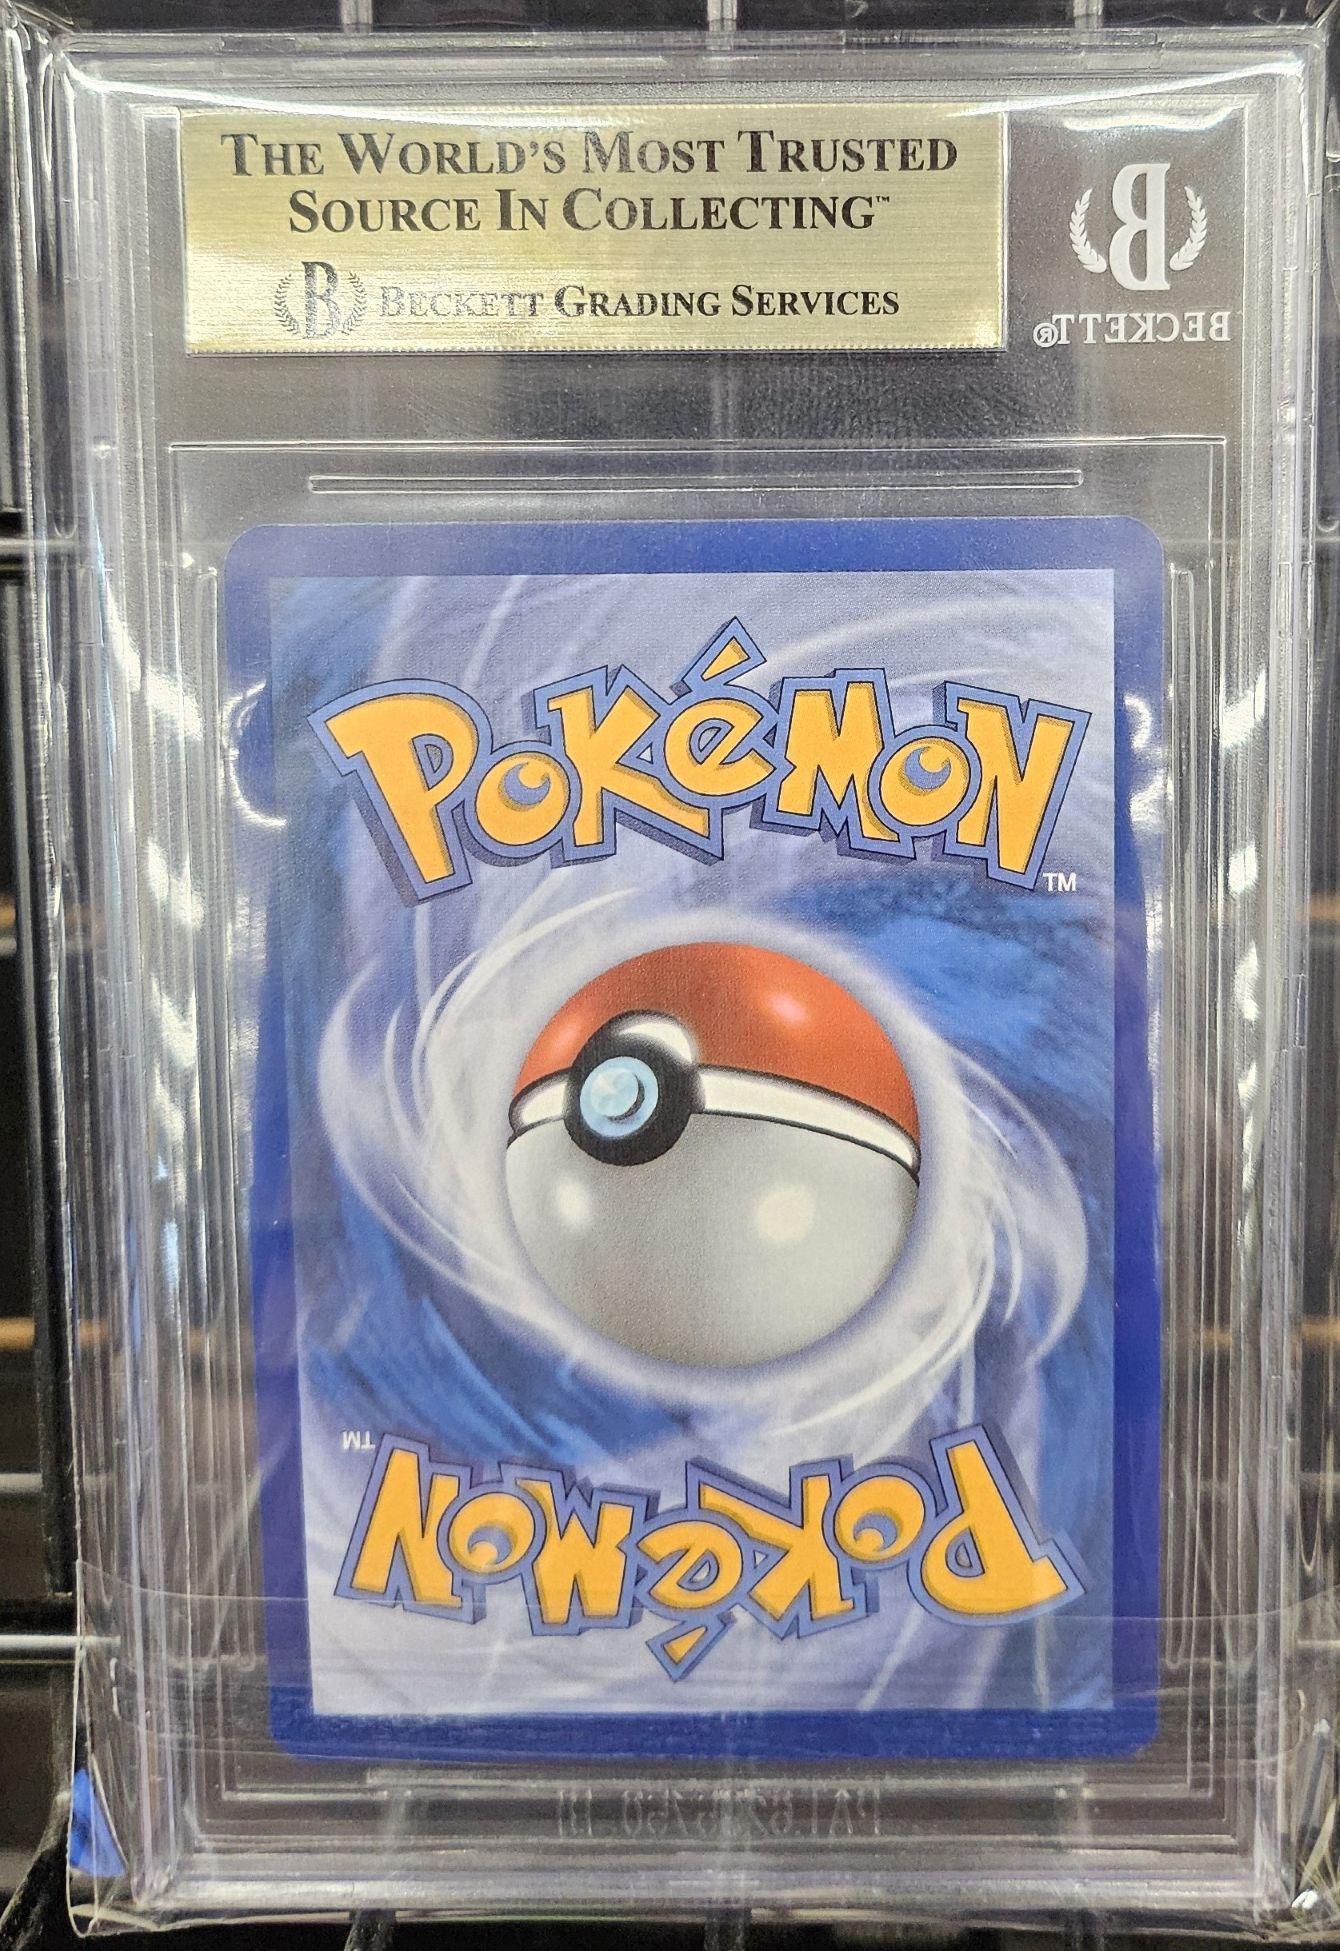 THE WORLD'S MOST TRUSTED
SOURCE IN COLLECTING™
B BECKETT GRADING SERVICES
B
BECKETT®
POKéMON
TM
TM
POKéMON